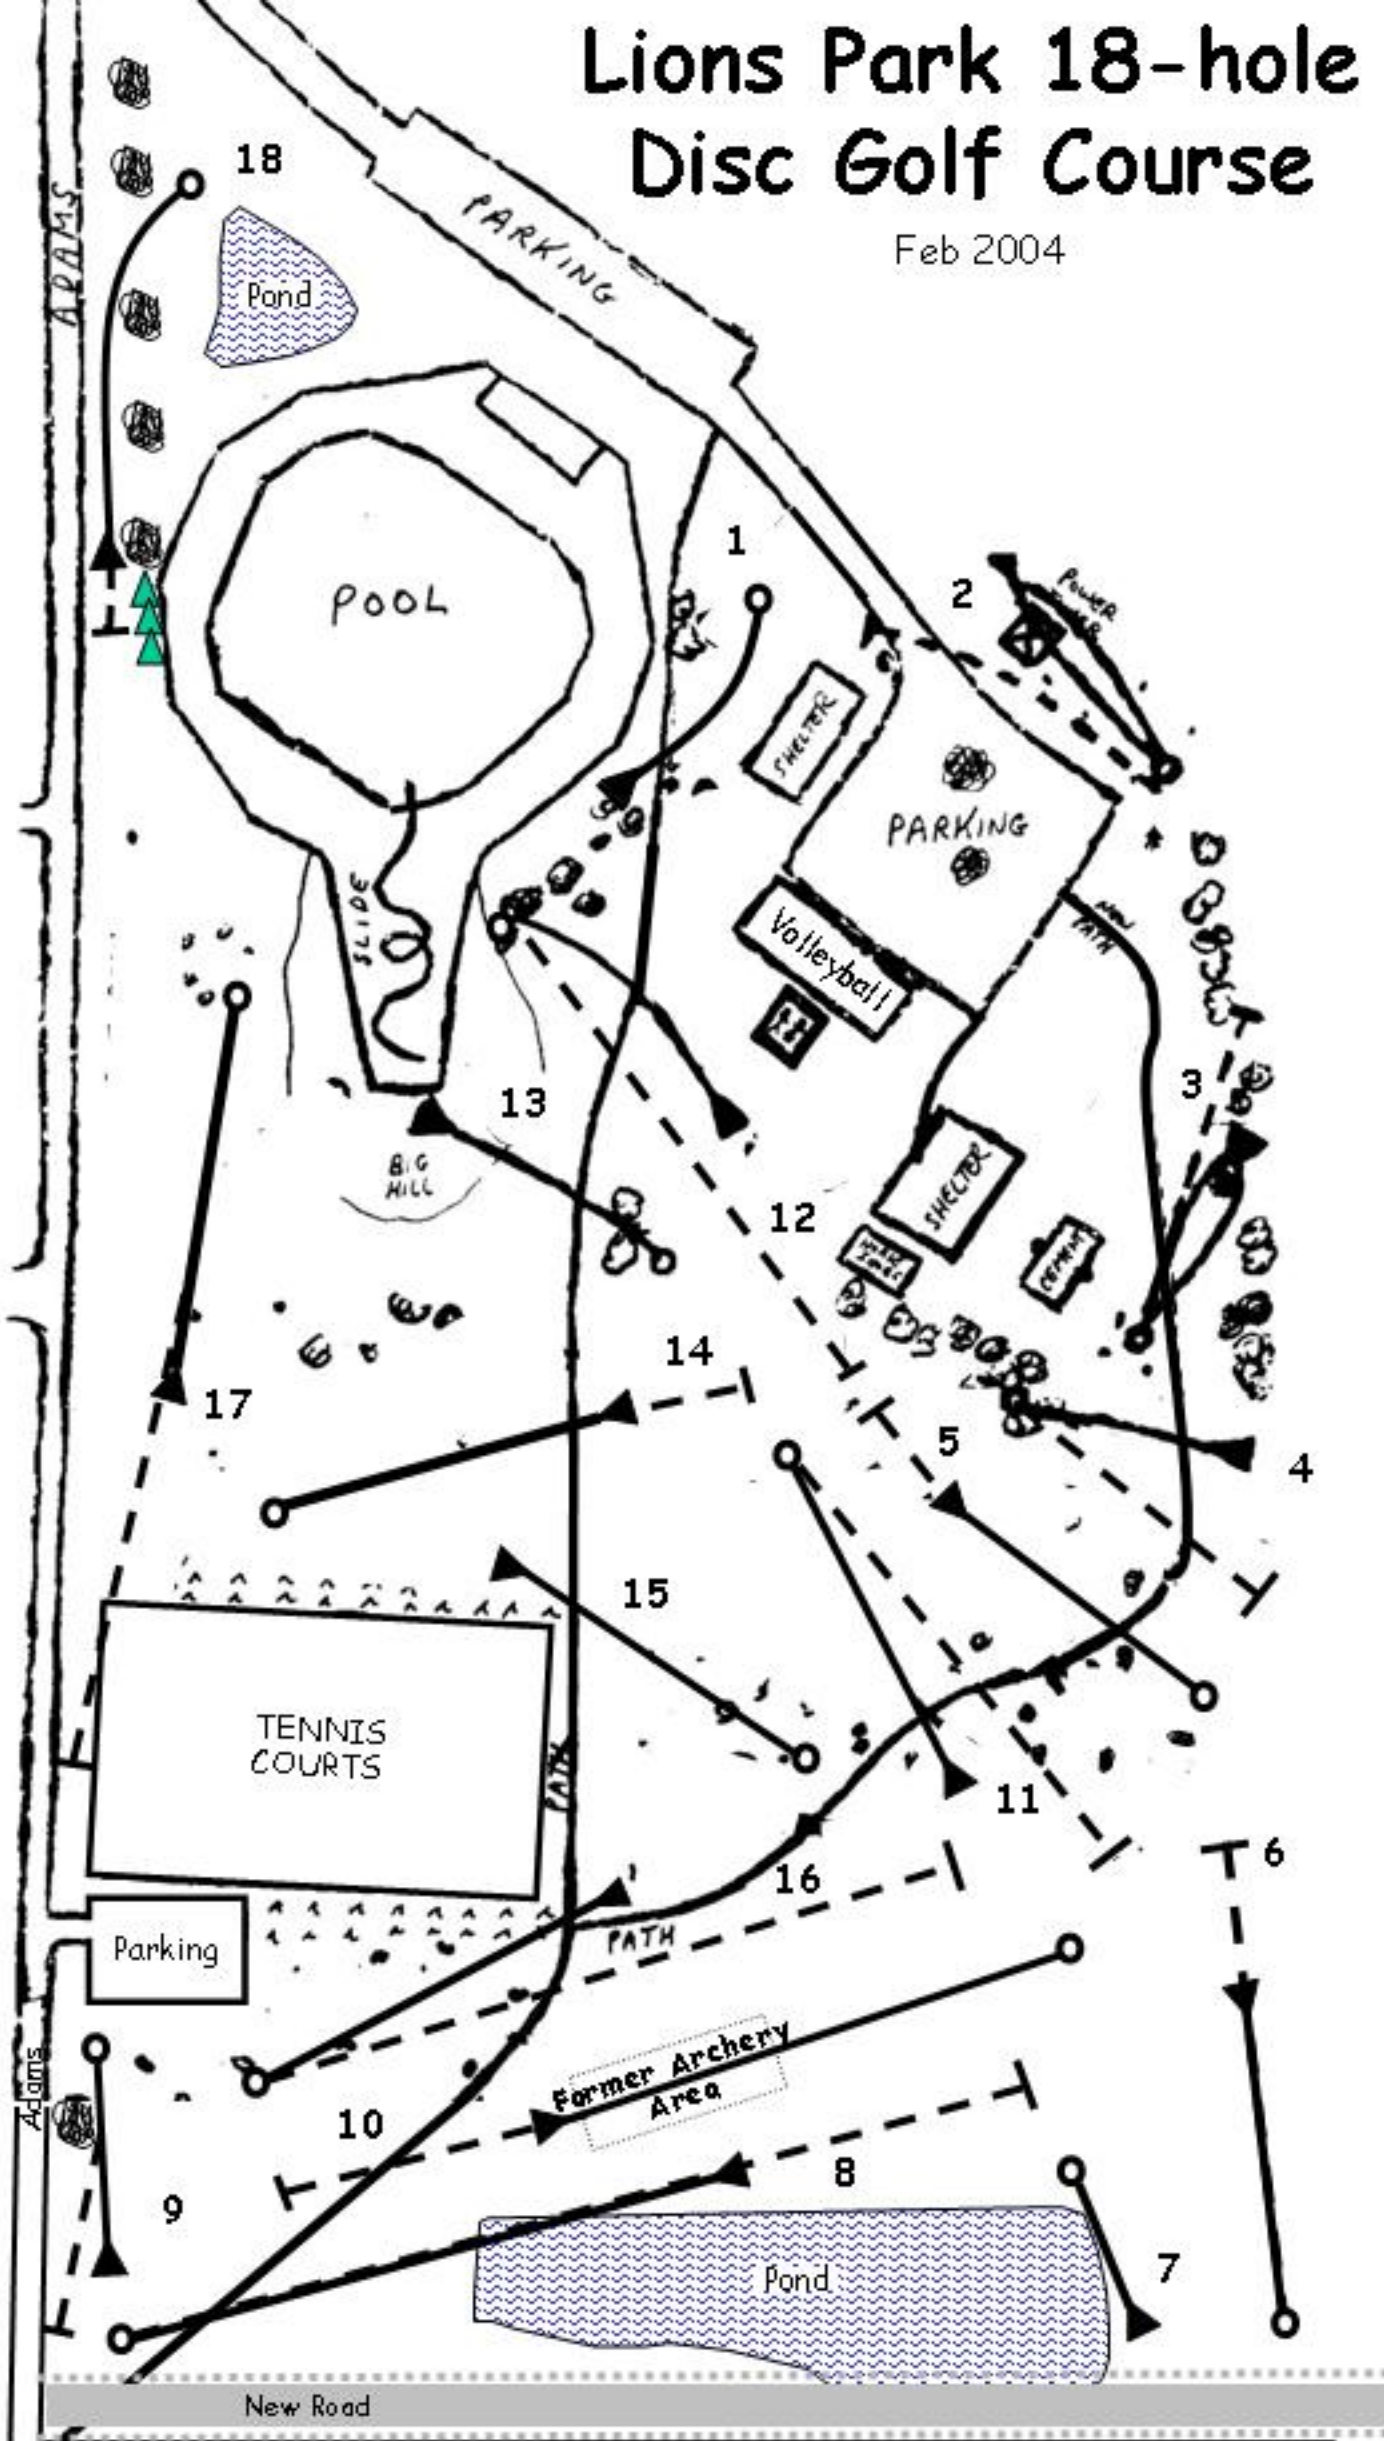 Lions Park 18-hole
Disc Golf Course
Feb 2004
18
ADAMS
PARKING
Pond
1
2
POWER
TOWER
POOL
SHELTER
PARKING
SLIDE
Volleyball
NEW
PATH
3
13
BIG
HILL
12
SHELTER
CEMENT
14
17
5
4
15
TENNIS
COURTS
PATH
11
16
6
PATH
Parking
Former Archery
Area
Adams
10
8
9
7
Pond
New Road